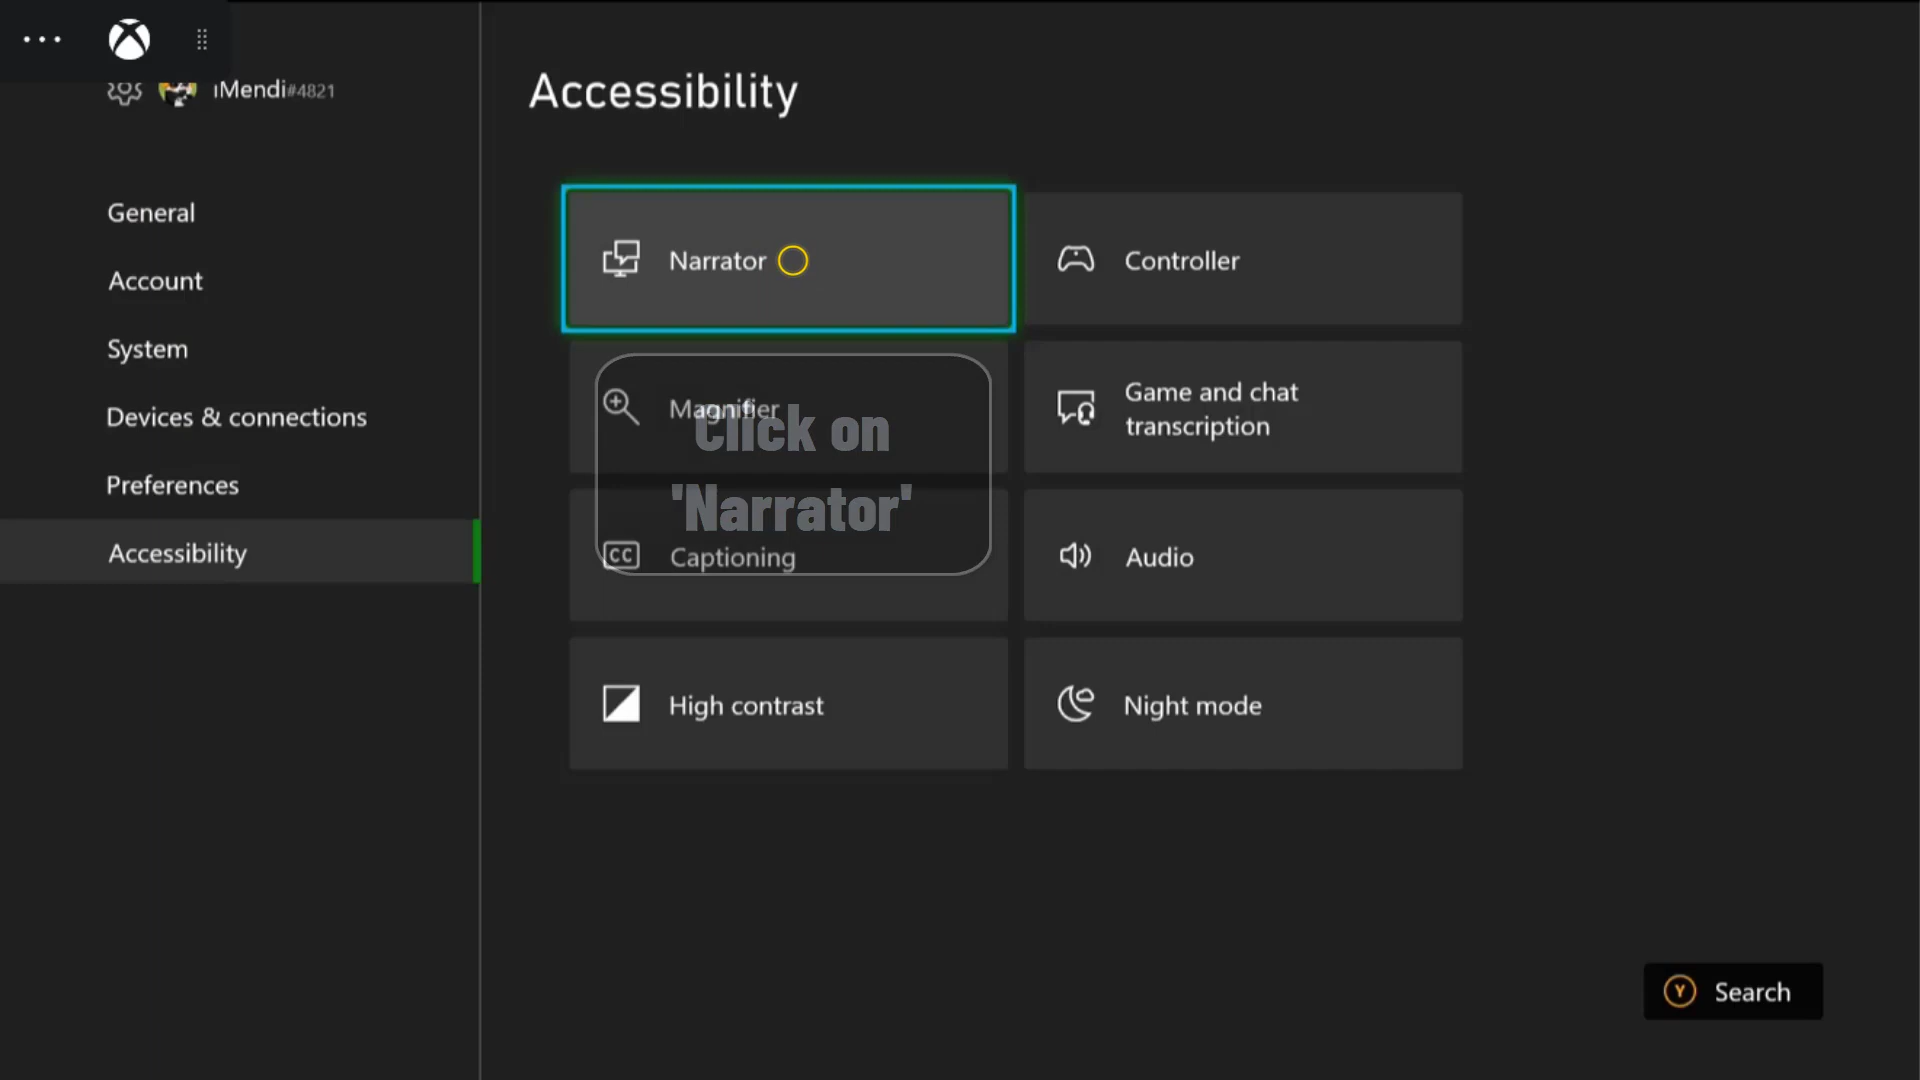 iMendi#4821
General
Account
System
Devices & connections
Preferences
Accessibility
Accessibility
Narrator
Controller
Magnifier
Game and chat
transcription
Click on
'Narrator'
Captioning
Audio
High contrast
Night mode
Y Search